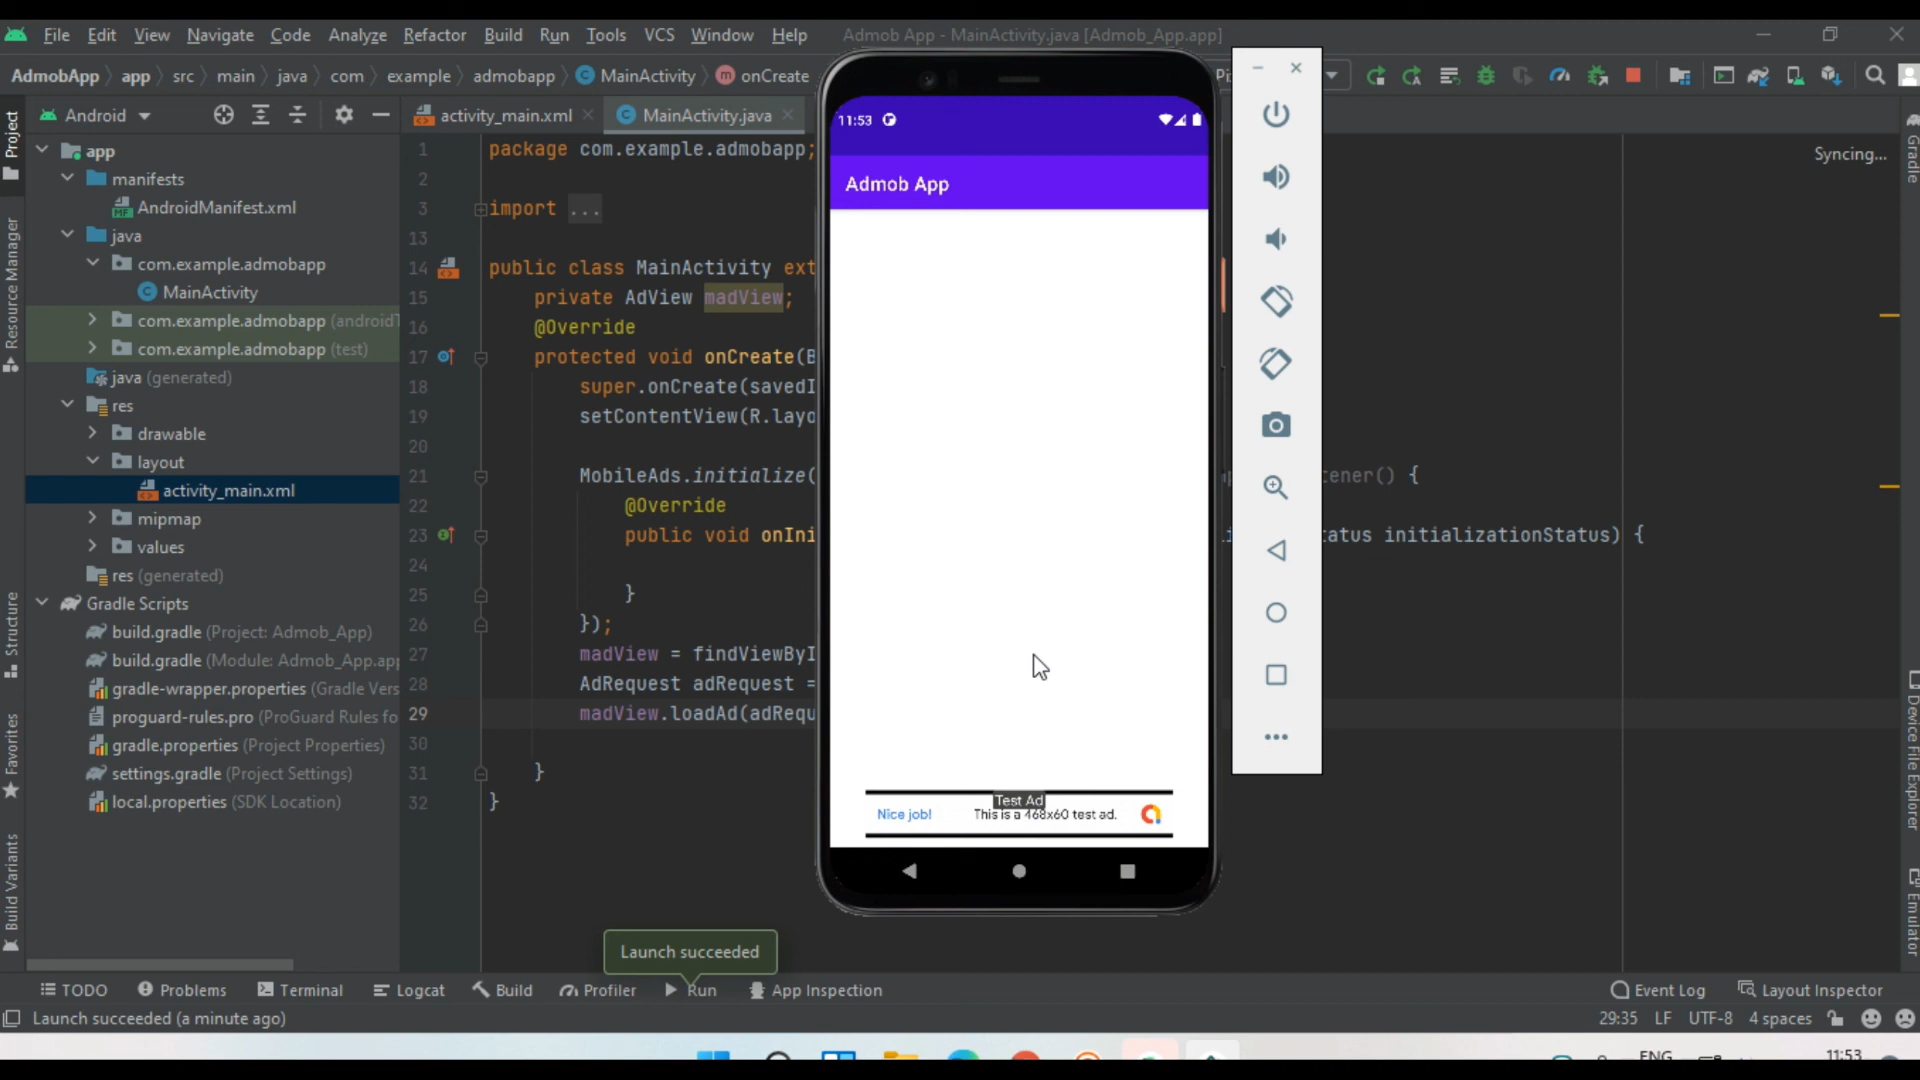 File Edit View Navigate Code Analyze Refactor Build Run Tools VCS Window Help Admob App - MainActivity.java [Admob_App.app]
AdmobApp app src main java com example admobapp MainActivity onCreate
Android
activity_main.xml MainActivity.java
Syncing...
Project
Resource Manager
Structure
Favorites
Build Variants
app
manifests
AndroidManifest.xml
java
com.example.admobapp
MainActivity
com.example.admobapp
com.example.admobapp (test)
java (generated)
res
drawable
layout
activity_main.xml
mipmap
values
res (generated)
Gradle Scripts
build.gradle (Project: Admob_App)
build.gradle (Module: Admob_App.app
gradle-wrapper.properties (Gradle Vers
proguard-rules.pro (ProGuard Rules fo
gradle.properties (Project Properties)
settings.gradle (Project Settings)
local.properties (SDK Location)
1 package com.example.admobapp;
2
3 import ...
13
14 public class MainActivity ext
15 private AdView madView;
16 @Override
17 protected void onCreate(B
18 super.onCreate(savedI
19 setContentView(R.layo
20
21 MobileAds.initialize( tener() {
22 @Override
23 public void onIni tatus initializationStatus) {
24
25 }
26 });
27 madView = findViewByI
28 AdRequest adRequest =
29 madView.loadAd(adRequ
30
31 }
32 }
11:53
Admob App
Test Ad
Nice job! This is a 468x60 test ad.
Gradle
Device File Explorer
Emulator
Launch succeeded
TODO Problems Terminal Logcat Build Profiler Run App Inspection Event Log Layout Inspector
Launch succeeded (a minute ago) 29:35 LF UTF-8 4 spaces
ENG 11:53